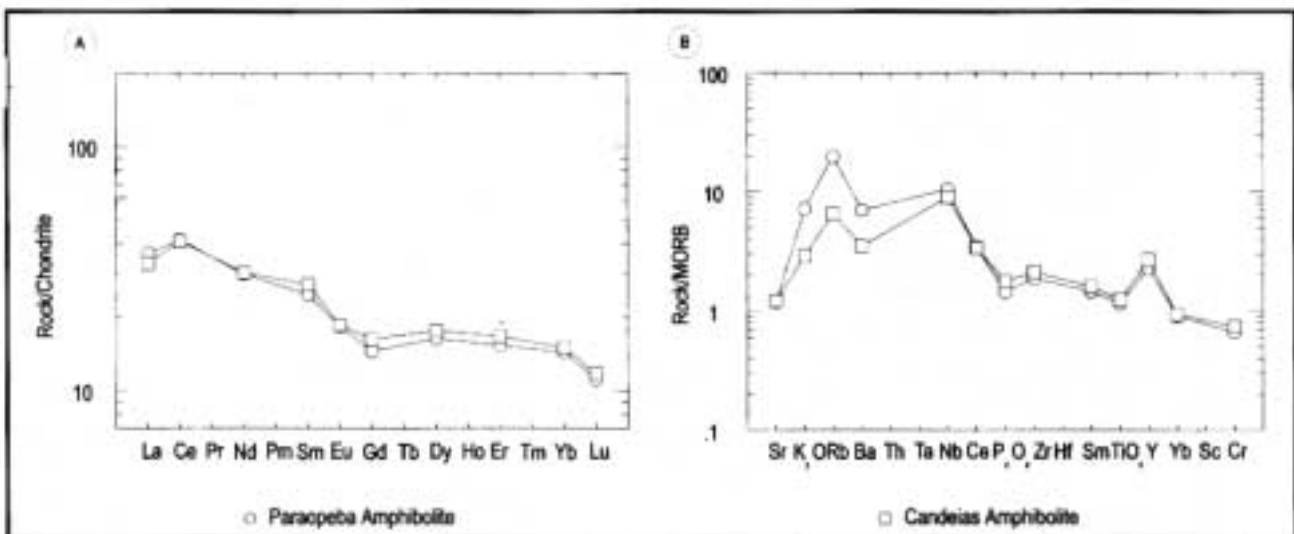 A
B
100
10
Rock/Chondrite
La Ce Pr Nd Pm Sm Eu Gd Tb Dy Ho Er Tm Yb Lu
100
10
1
.1
Rock/MORB
Sr K₂O Rb Ba Th Ta Nb Ce P₂O₅ Zr Hf Sm TiO₂ Y Yb Sc Cr
Paraopeba Amphibolite
Candeias Amphibolite